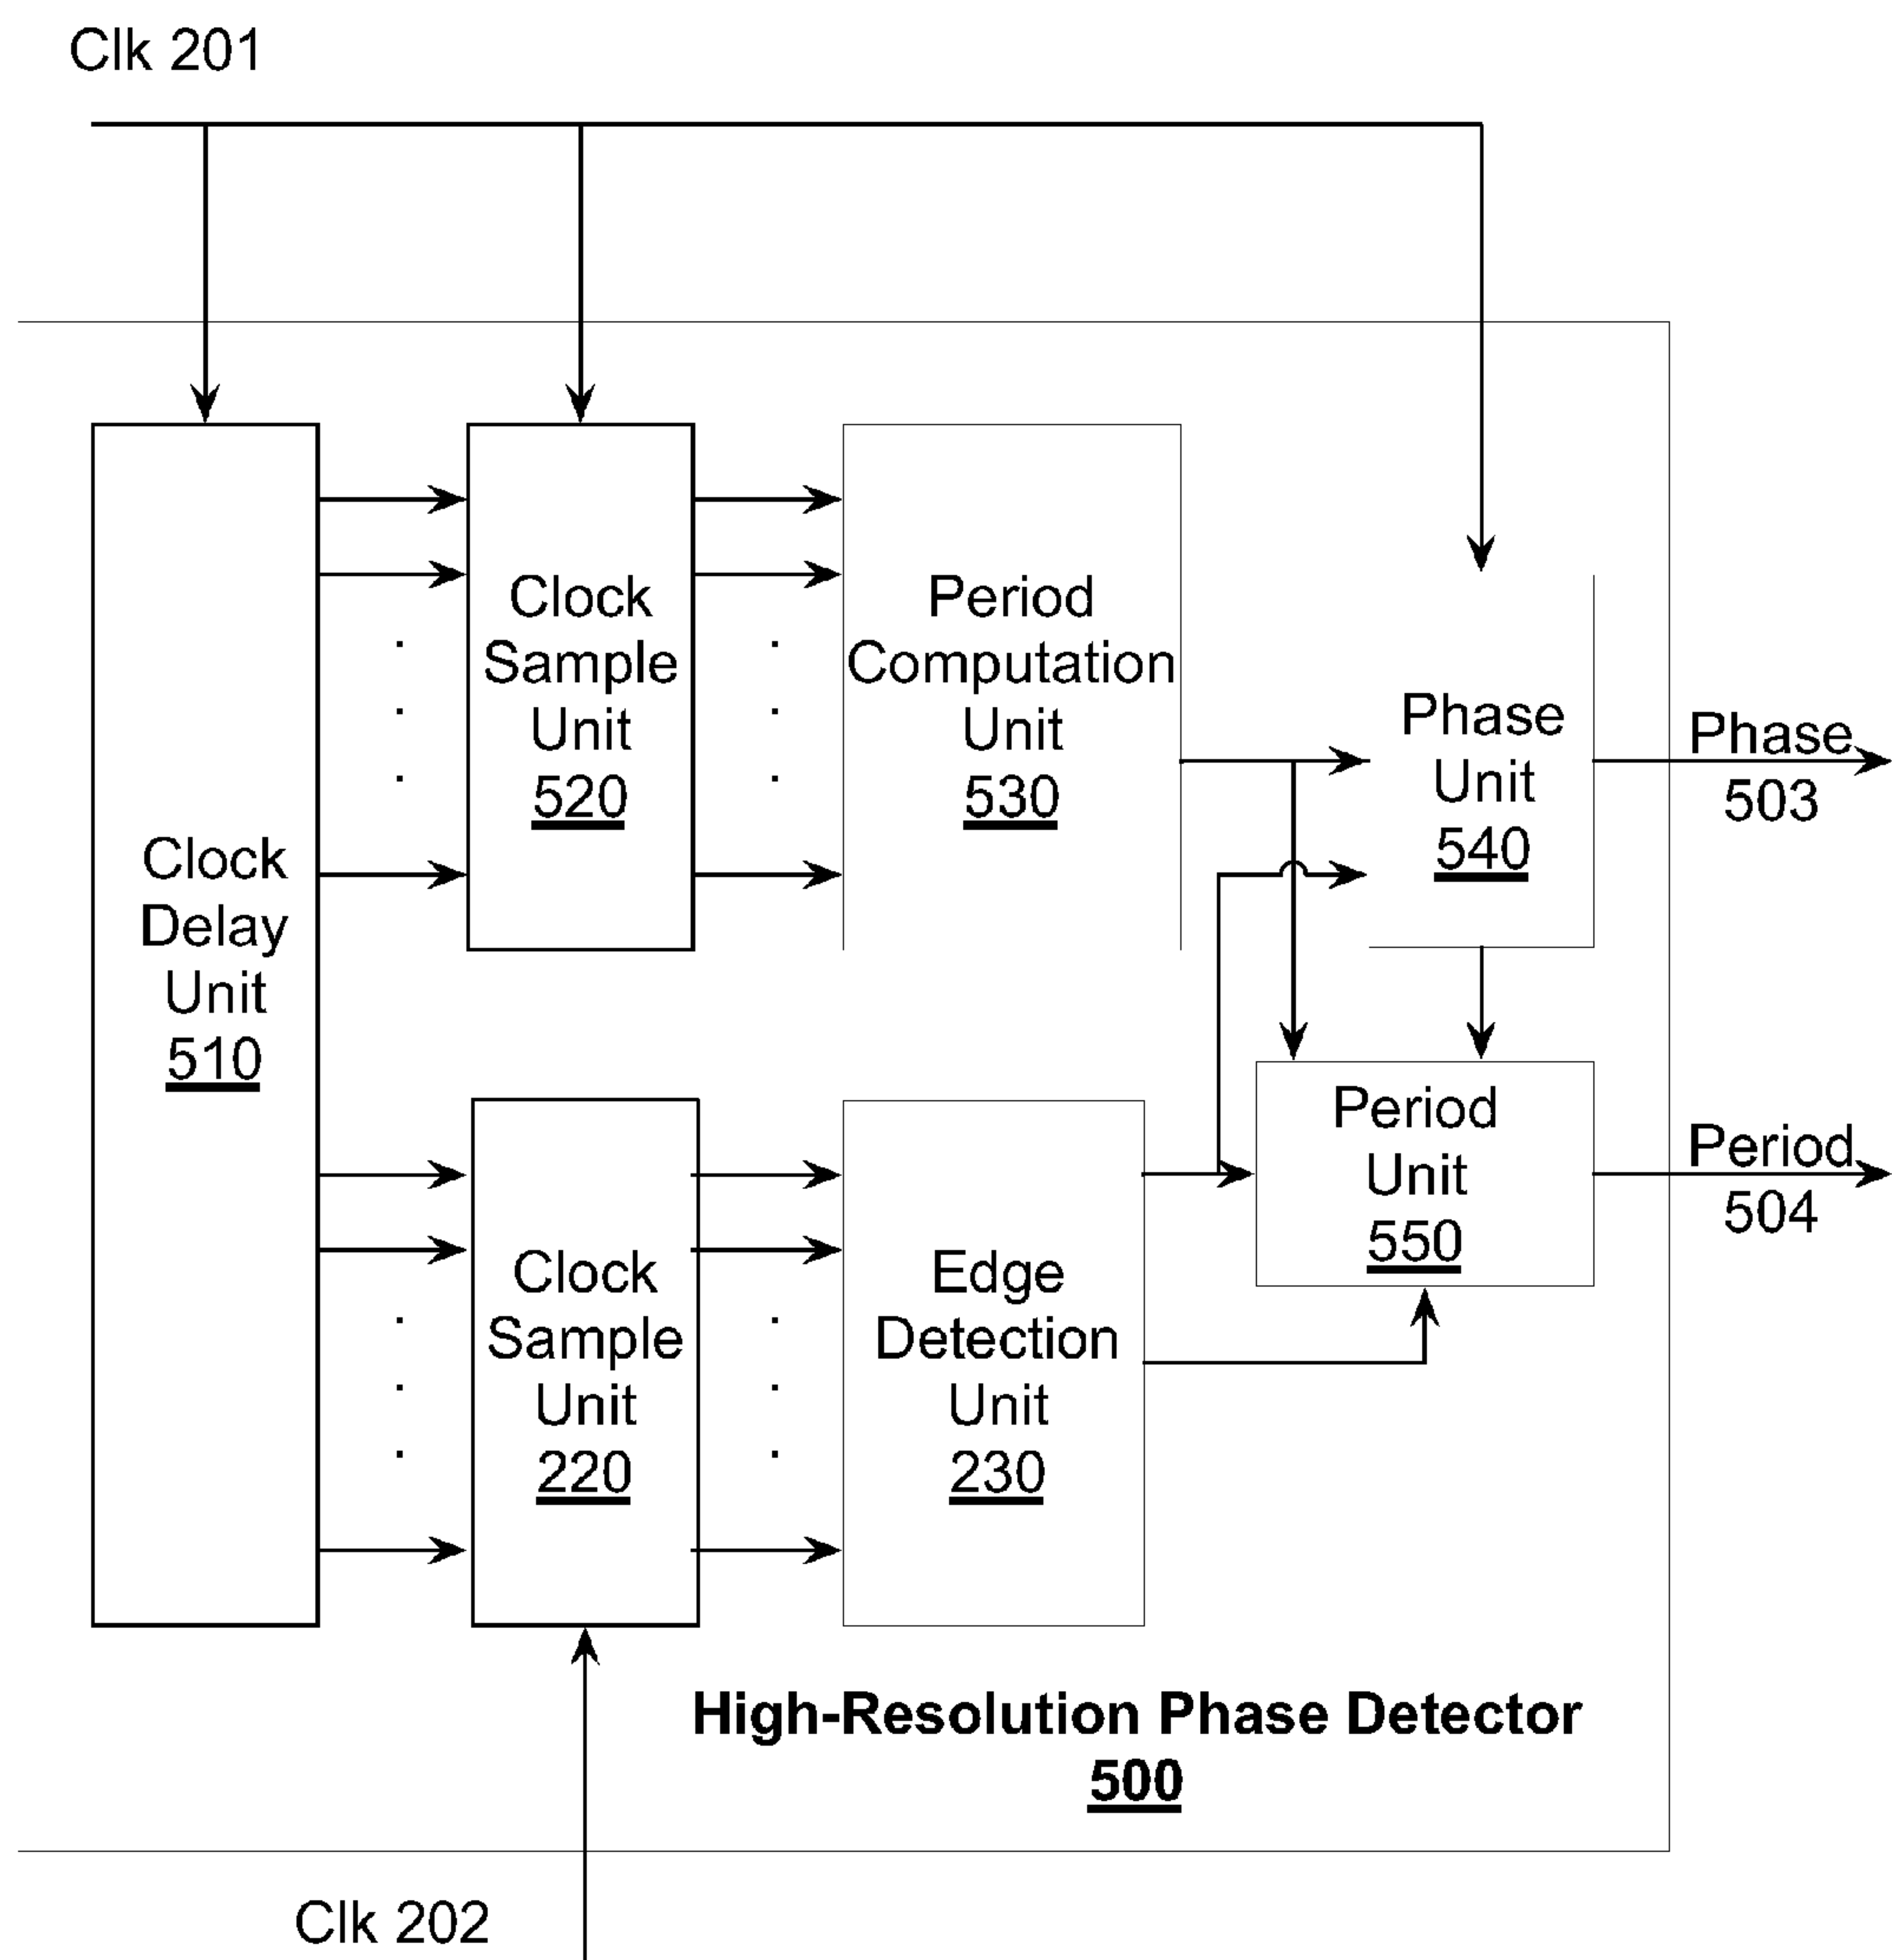 Clk 201
Clock
Delay
Unit
510
Clock
Sample
Unit
520
Period
Computation
Unit
530
Phase
Unit
540
Phase
503
Clock
Sample
Unit
220
Edge
Detection
Unit
230
Period
Unit
550
Period
504
High-Resolution Phase Detector
500
Clk 202